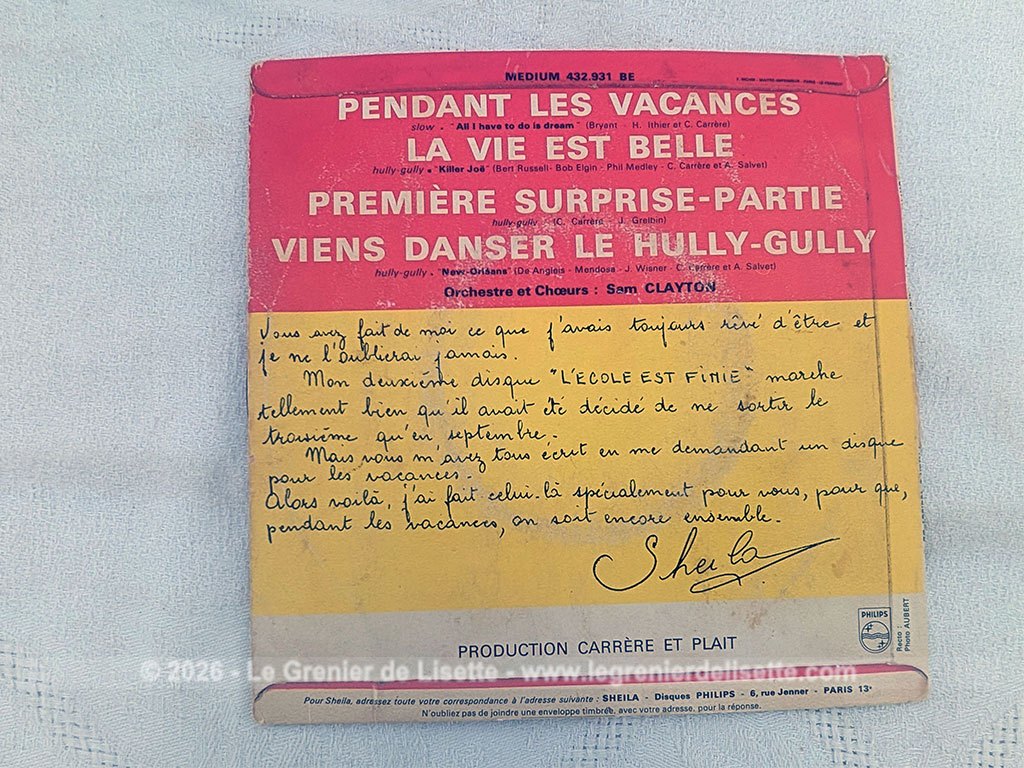 MEDIUM 432.931 BE
PENDANT LES VACANCES
slow . "All I have to do is dream" (Bryant - H. Ithier et C. Carrère)
LA VIE EST BELLE
hully-gully . "Killer Joë" (Bert Russell - Bob Elgin - Phil Medley - C. Carrère et A. Salvet)
PREMIÈRE SURPRISE-PARTIE
hully-gully. (C. Carrère - J. Grelbin)
VIENS DANSER LE HULLY-GULLY
hully-gully . "New-Orléans" (De Angleis - Mendosa - J. Wisner - C. Carrère et A. Salvet)
Orchestre et Chœurs : Sam CLAYTON
Vous avez fait de moi ce que j'avais toujours rêvé d'être et
je ne l'oublierai jamais.
Mon deuxième disque "L'ECOLE EST FINIE" marche
tellement bien qu'il avait été décidé de ne sortir le
troisième qu'en septembre.
Mais vous m'avez tous écrit en me demandant un disque
pour les vacances.
Alors voilà, j'ai fait celui-là spécialement pour vous, pour que,
pendant les vacances, on soit encore ensemble.
Sheila
PHILIPS
Recto :
Photo AUBERT
PRODUCTION CARRÈRE ET PLAIT
© 2026 - Le Grenier de Lisette - www.legrenierdelisette.com
Pour Sheila, adressez toute votre correspondance à l'adresse suivante : SHEILA - Disques PHILIPS - 6, rue Jenner - PARIS 13e
N'oubliez pas de joindre une enveloppe timbrée, avec votre adresse, pour la réponse.